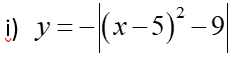 i) y = −|(x − 5)² − 9|